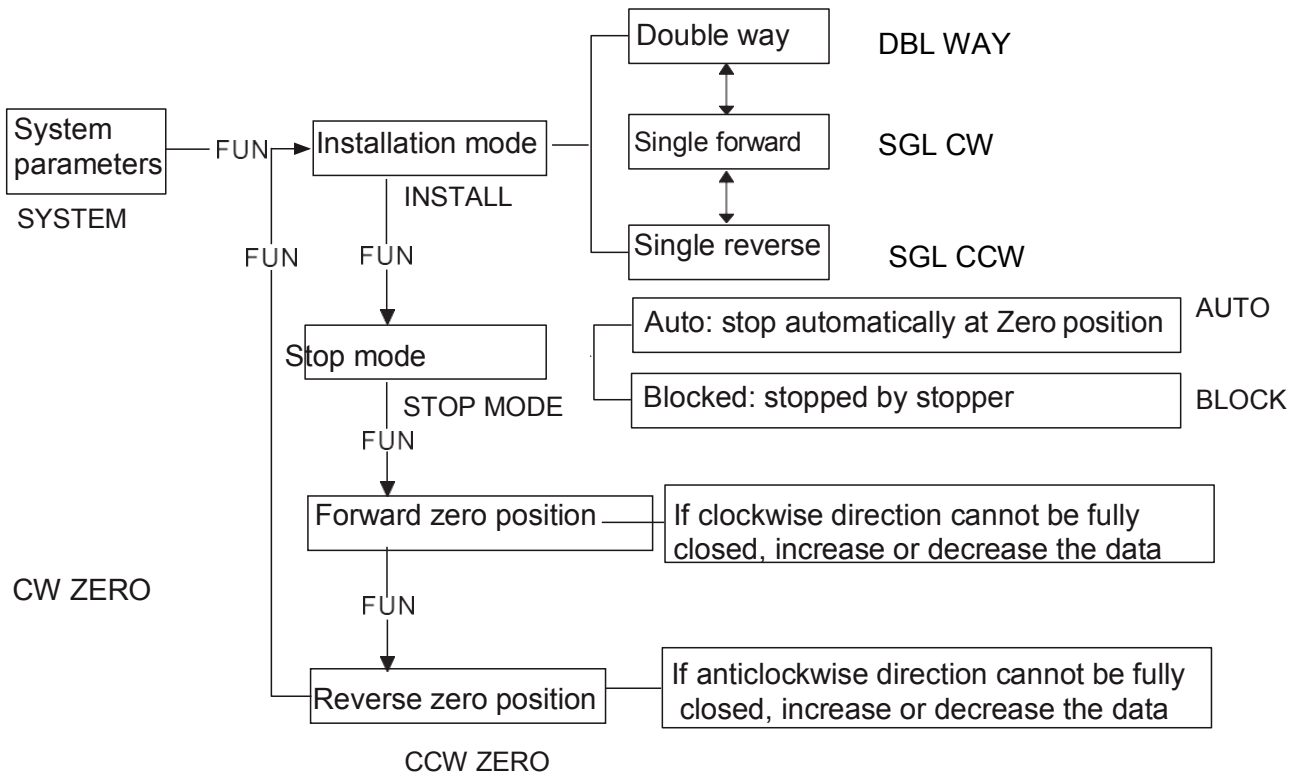 Double way
DBL WAY
System
parameters
FUN
Installation mode
Single forward
SGL CW
SYSTEM
INSTALL
FUN
FUN
Single reverse
SGL CCW
Auto: stop automatically at Zero position
AUTO
Stop mode
STOP MODE
Blocked: stopped by stopper
BLOCK
FUN
Forward zero position
If clockwise direction cannot be fully
closed, increase or decrease the data
CW ZERO
FUN
Reverse zero position
If anticlockwise direction cannot be fully
closed, increase or decrease the data
CCW ZERO